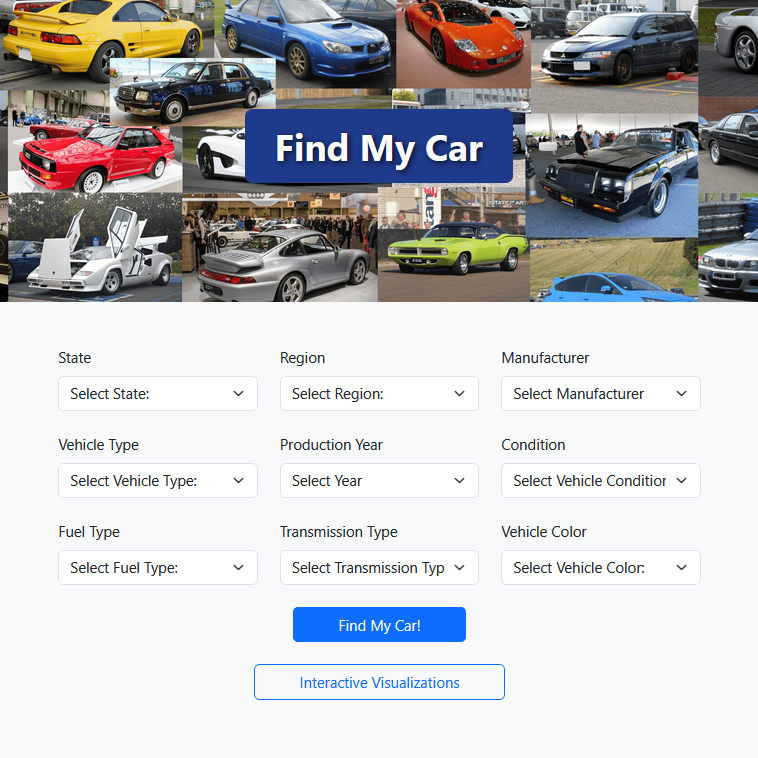 Find My Car
State
Region
Manufacturer
Select State:
Select Region:
Select Manufacturer
Vehicle Type
Production Year
Condition
Select Vehicle Type:
Select Year
Select Vehicle Condition
Fuel Type
Transmission Type
Vehicle Color
Select Fuel Type:
Select Transmission Typ
Select Vehicle Color:
Find My Car!
Interactive Visualizations